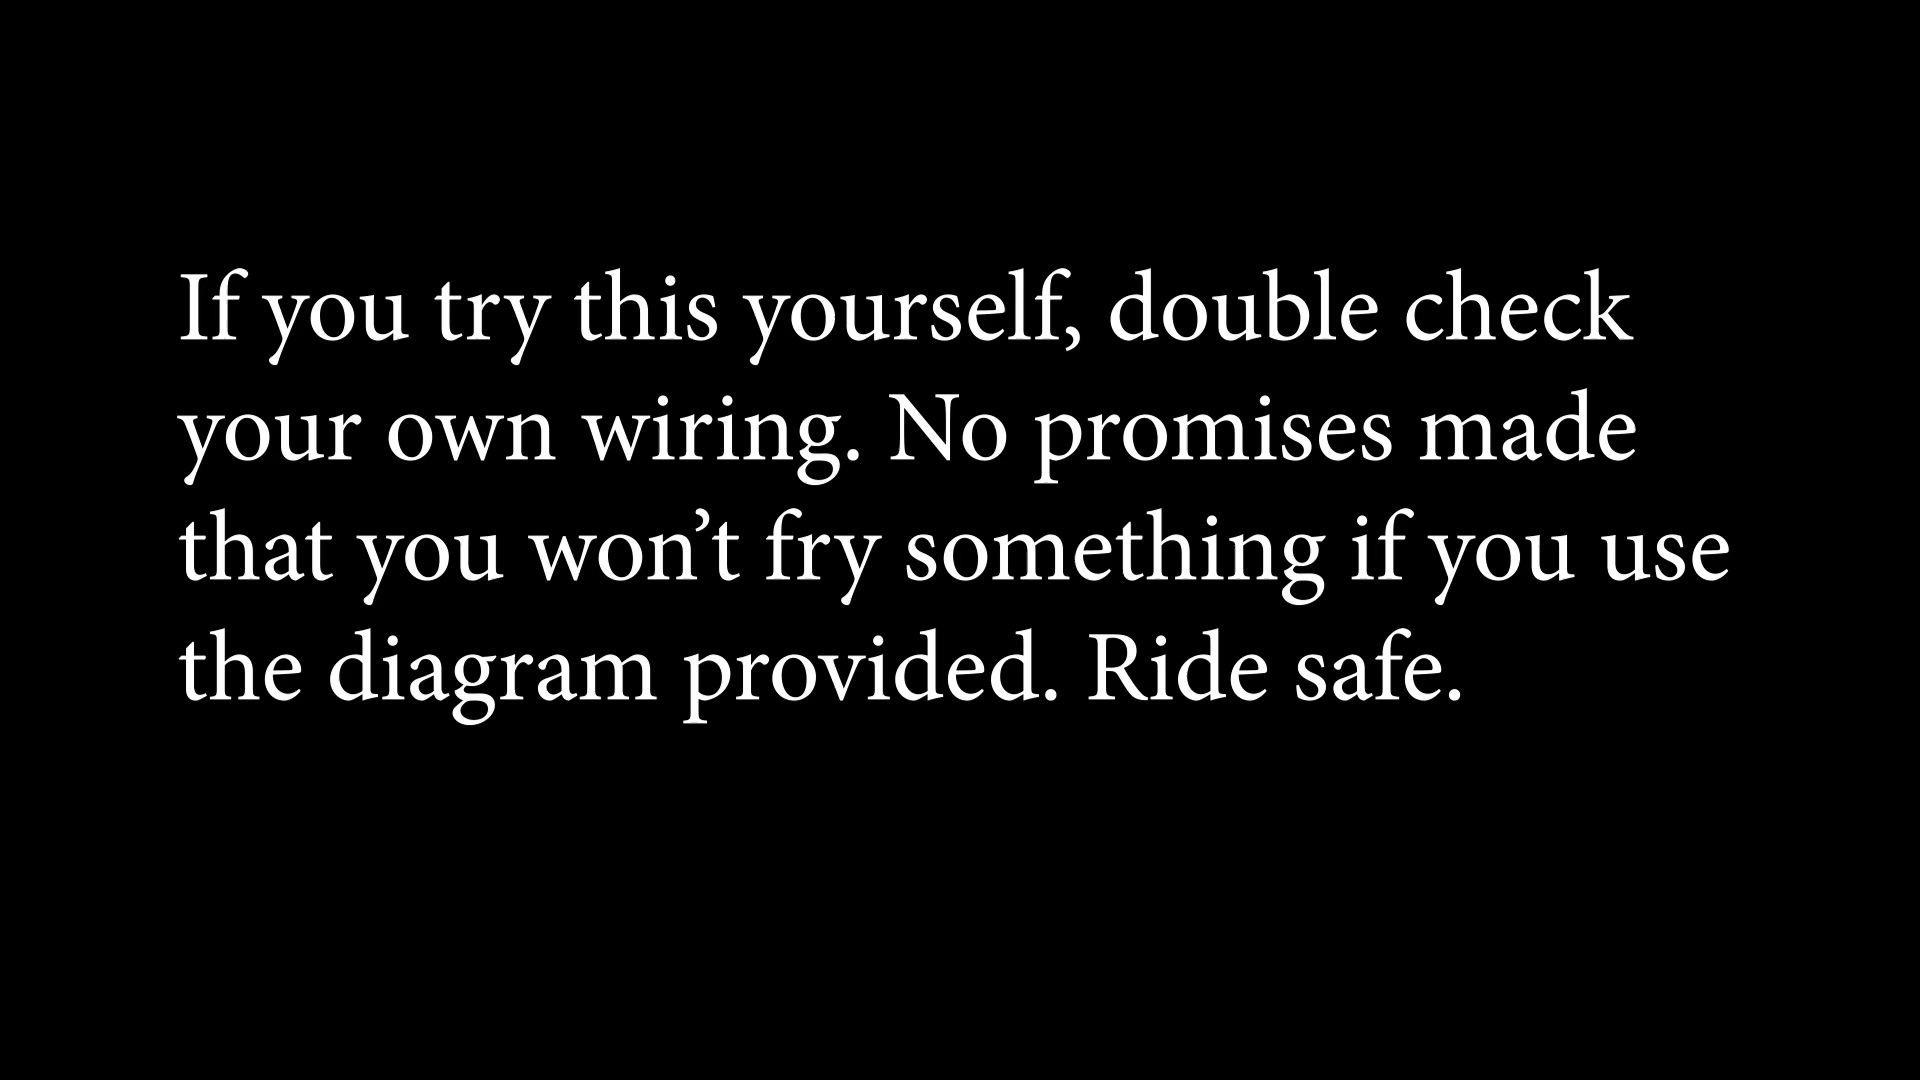 If you try this yourself, double check
your own wiring. No promises made
that you won’t fry something if you use
the diagram provided. Ride safe.